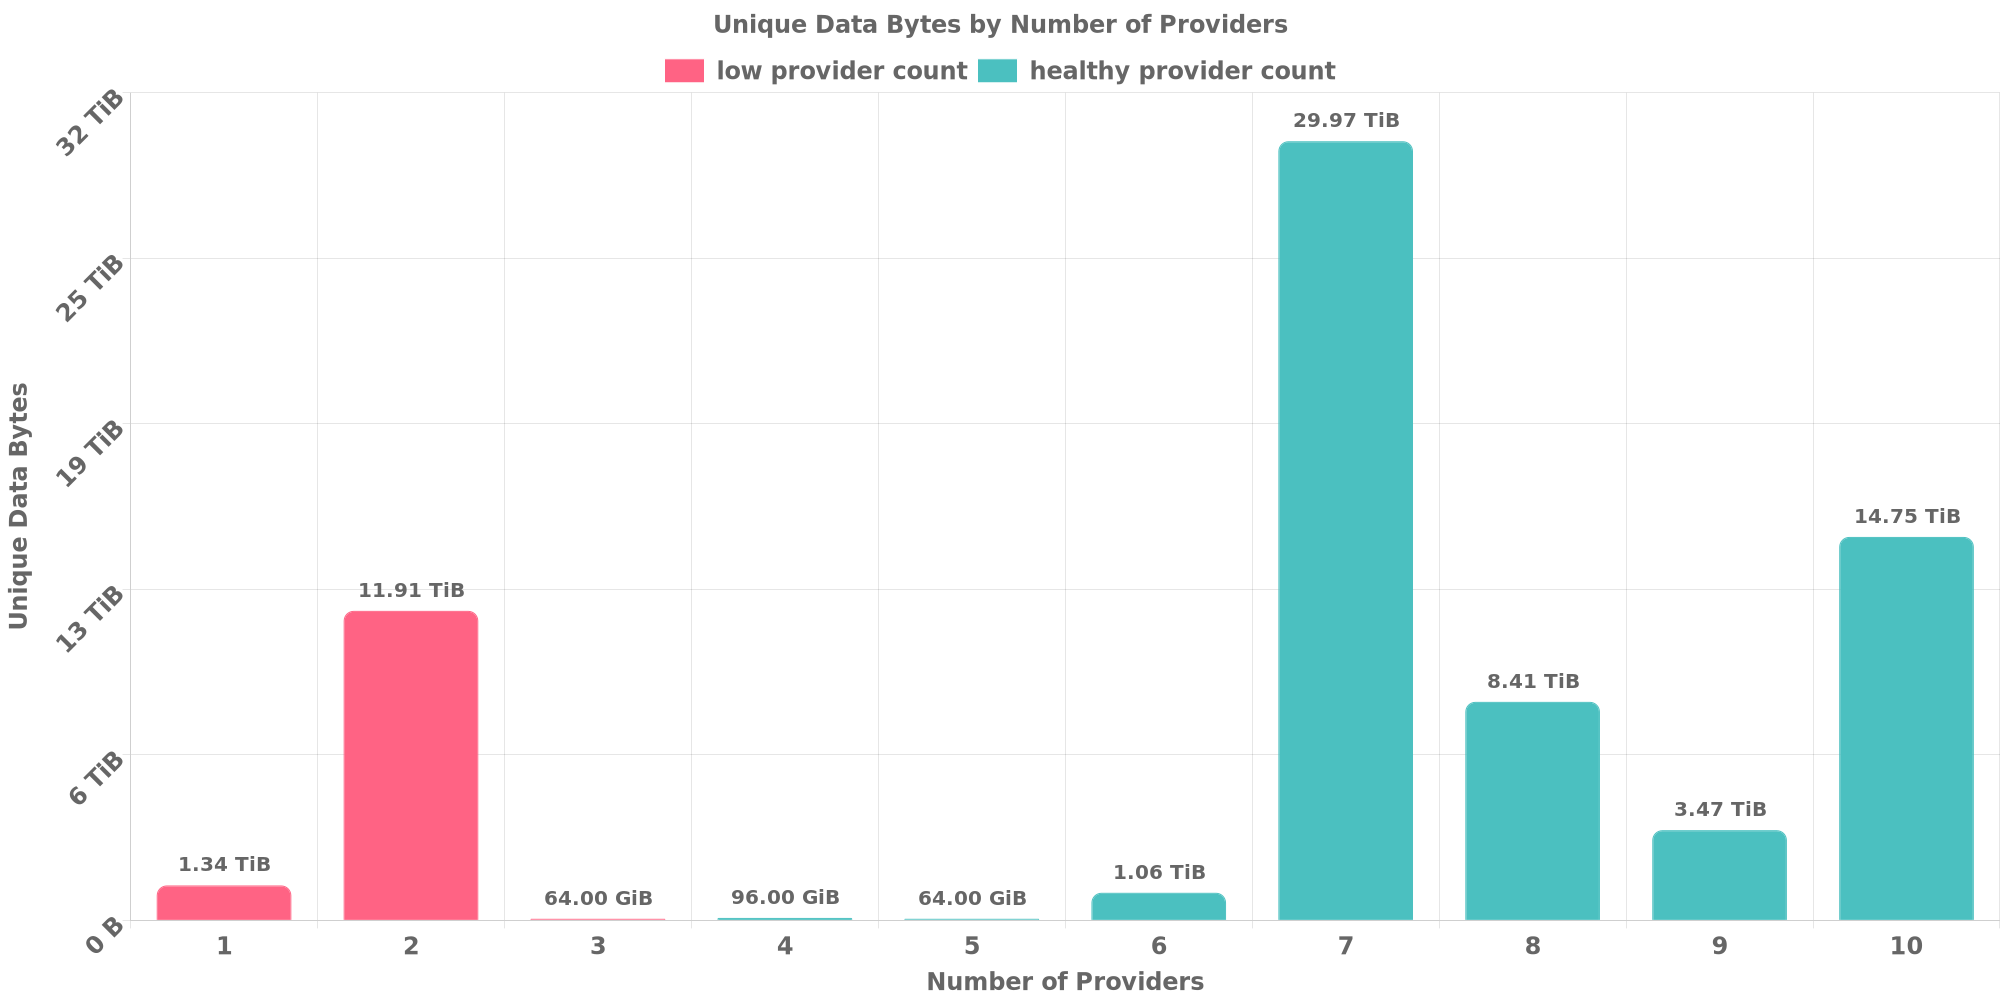 Unique Data Bytes by Number of Providers
low provider count healthy provider count
32 TiB
25 TiB
19 TiB
13 TiB
6 TiB
0 B
Unique Data Bytes
1.34 TiB
11.91 TiB
64.00 GiB
96.00 GiB
64.00 GiB
1.06 TiB
29.97 TiB
8.41 TiB
3.47 TiB
14.75 TiB
1 2 3 4 5 6 7 8 9 10
Number of Providers